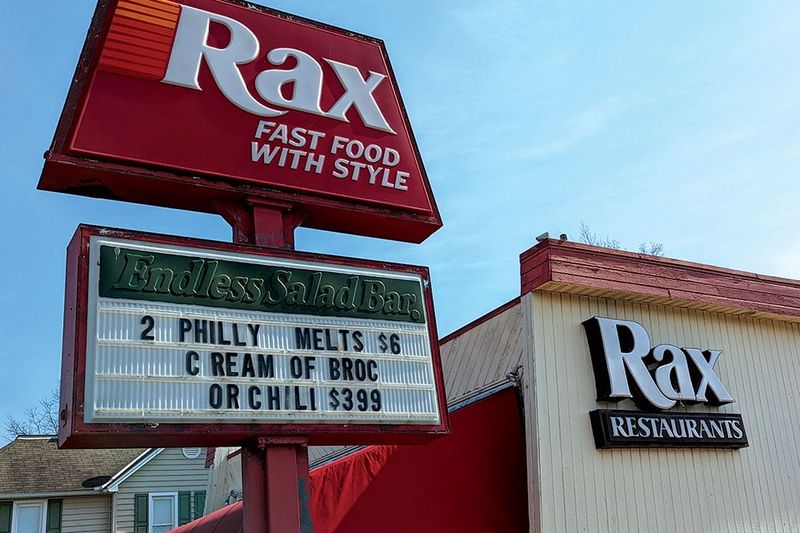 Rax
FAST FOOD
WITH STYLE
Endless Salad Bar.
2 PHILLY MELTS $6
CREAM OF BROC
OR CHILI $399
Rax
RESTAURANTS